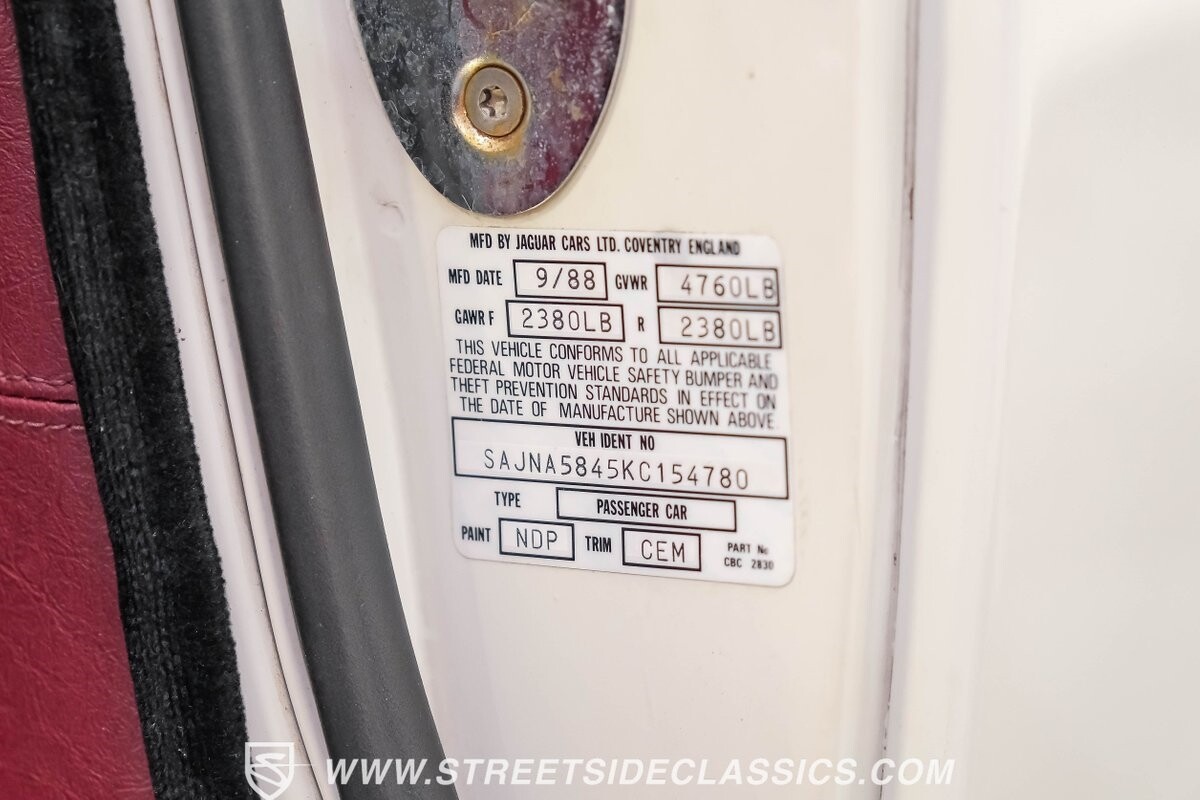 MFD BY JAGUAR CARS LTD. COVENTRY ENGLAND
MFD DATE 9/88 GVWR 4760LB
GAWR F 2380LB R 2380LB
THIS VEHICLE CONFORMS TO ALL APPLICABLE
FEDERAL MOTOR VEHICLE SAFETY BUMPER AND
THEFT PREVENTION STANDARDS IN EFFECT ON
THE DATE OF MANUFACTURE SHOWN ABOVE.
VEH IDENT NO
SAJNA5845KC154780
TYPE PASSENGER CAR
PAINT NDP TRIM CEM PART No
CBC 2830
WWW.STREETSIDECLASSICS.COM